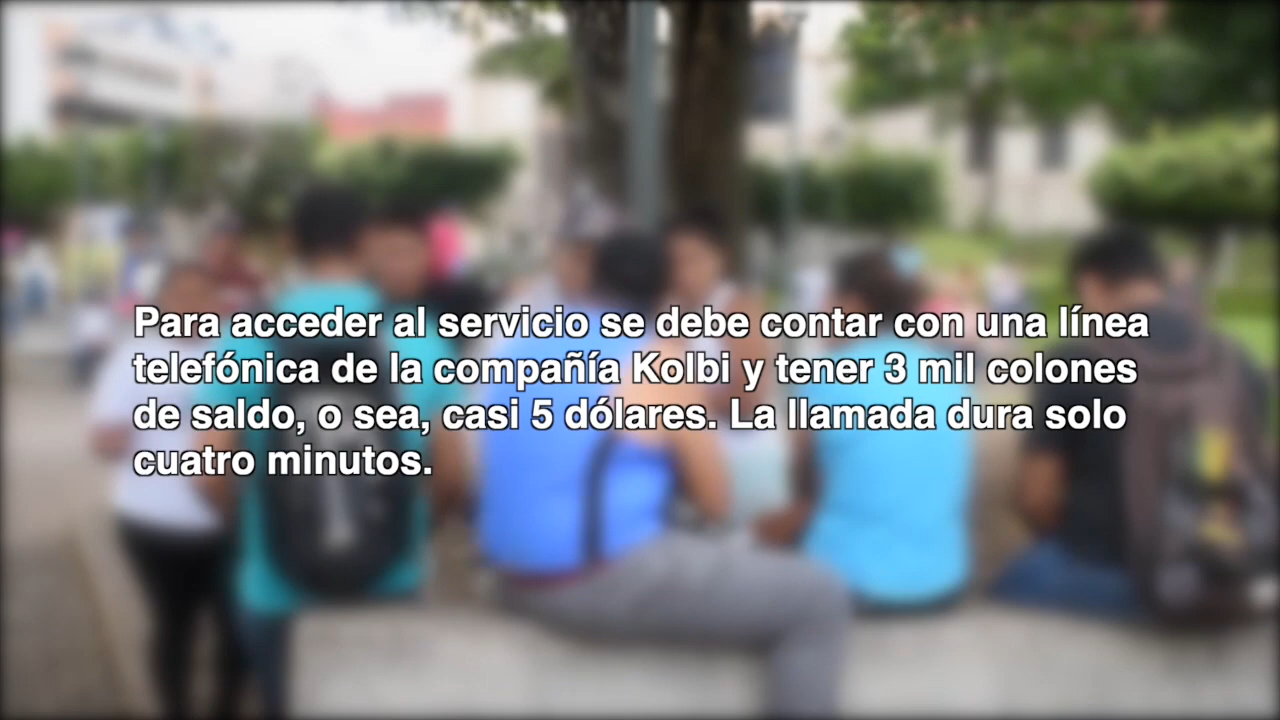 Para acceder al servicio se debe contar con una línea
telefónica de la compañía Kolbi y tener 3 mil colones
de saldo, o sea, casi 5 dólares. La llamada dura solo
cuatro minutos.